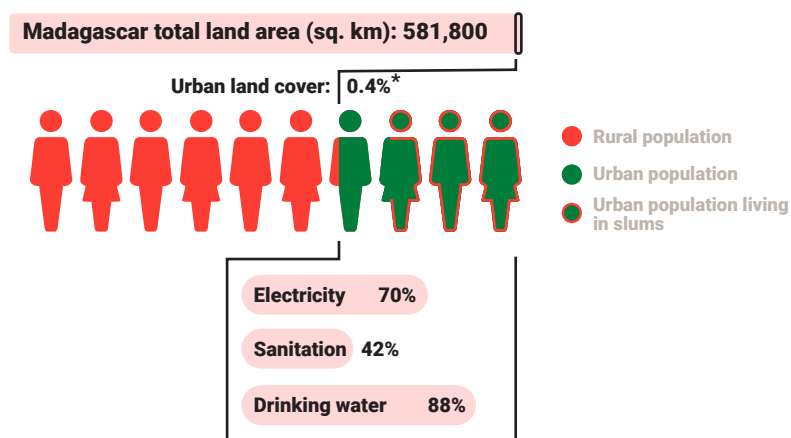 Madagascar total land area (sq. km): 581,800
Urban land cover: 0.4%*
Rural population
Urban population
Urban population living
in slums
Electricity 70%
Sanitation 42%
Drinking water 88%